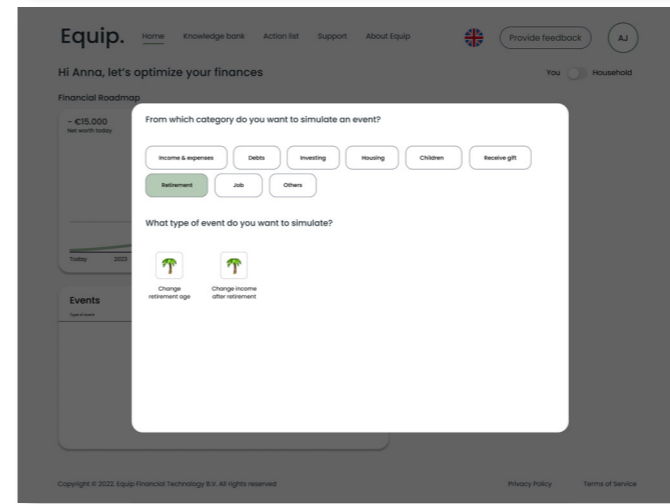 Equip.
Home Knowledge bank Action list Support About Equip Provide feedback AJ
Hi Anna, let's optimize your finances You Household
Financial Roadmap
- €15.000
Net worth today
From which category do you want to simulate an event?
Income & expenses Debts Investing Housing Children Receive gift
Retirement Job Others
What type of event do you want to simulate?
Change retirement age
Change income after retirement
Today 2023
Events
Type of event
Copyright © 2022. Equip Financial Technology B.V. All rights reserved Privacy Policy Terms of Service